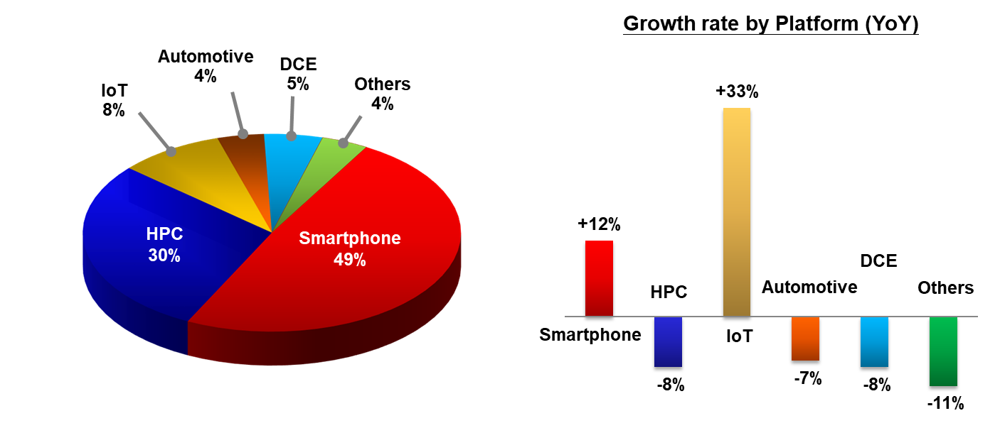 Growth rate by Platform (YoY)
Automotive
4%
DCE
5%
Others
4%
IoT
8%
HPC
30%
Smartphone
49%
+33%
+12%
HPC
Automotive
DCE
Others
Smartphone
IoT
-8%
-7%
-8%
-11%